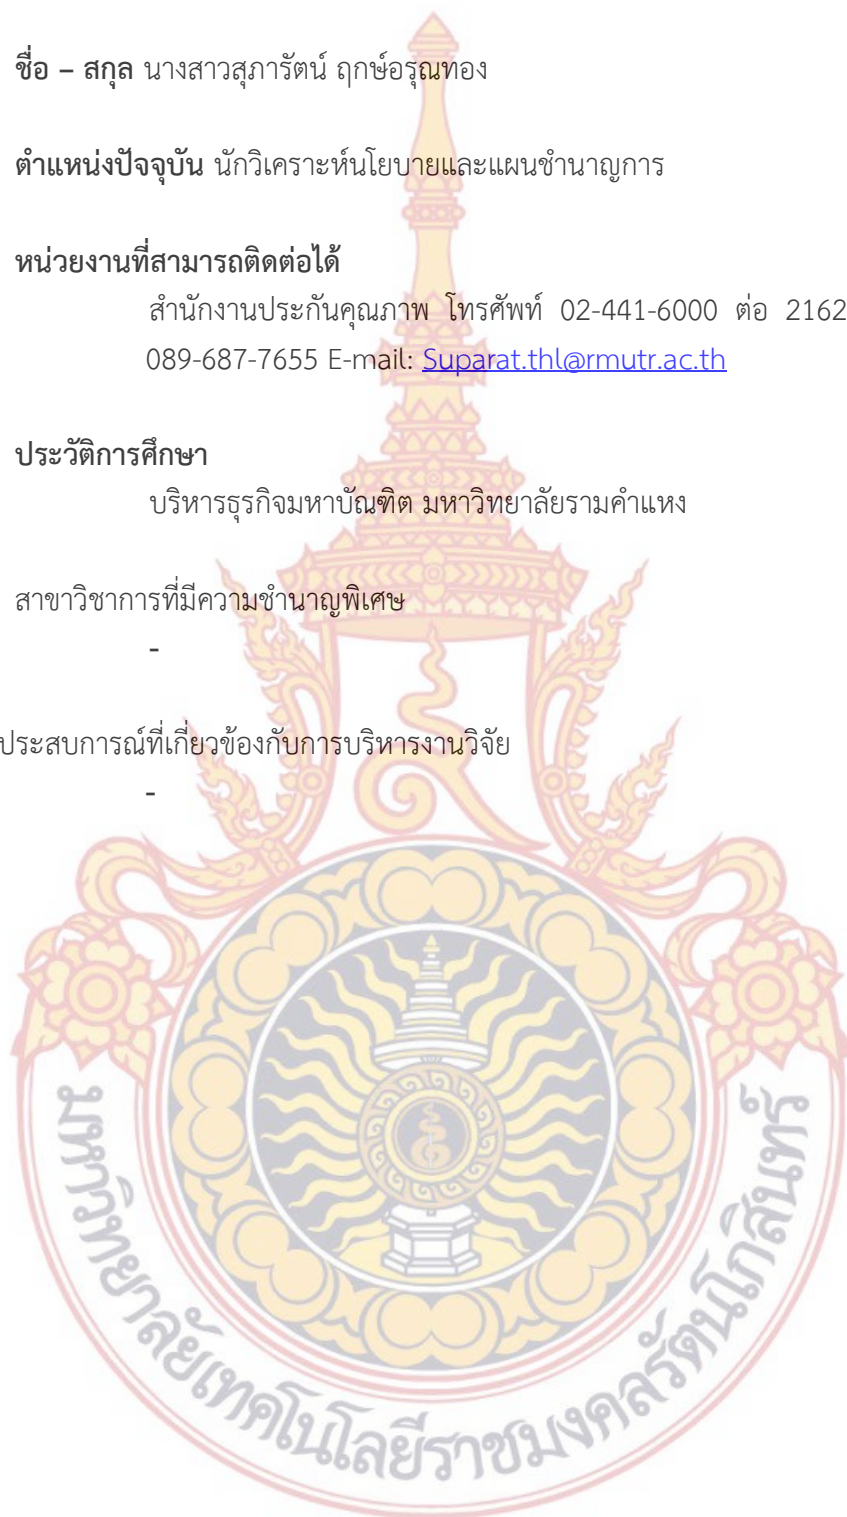 ชื่อ – สกุล นางสาวสุภารัตน์ ฤกษ์อรุณทอง
ตำแหน่งปัจจุบัน นักวิเคราะห์นโยบายและแผนชำนาญการ
หน่วยงานที่สามารถติดต่อได้
สำนักงานประกันคุณภาพ โทรศัพท์ 02-441-6000 ต่อ 2162
089-687-7655 E-mail: Suparat.thl@rmutr.ac.th
ประวัติการศึกษา
บริหารธุรกิจมหาบัณฑิต มหาวิทยาลัยรามคำแหง
สาขาวิชาการที่มีความชำนาญพิเศษ
-
ประสบการณ์ที่เกี่ยวข้องกับการบริหารงานวิจัย
-
มหาวิทยาลัยเทคโนโลยีราชมงคลรัตนโกสินทร์